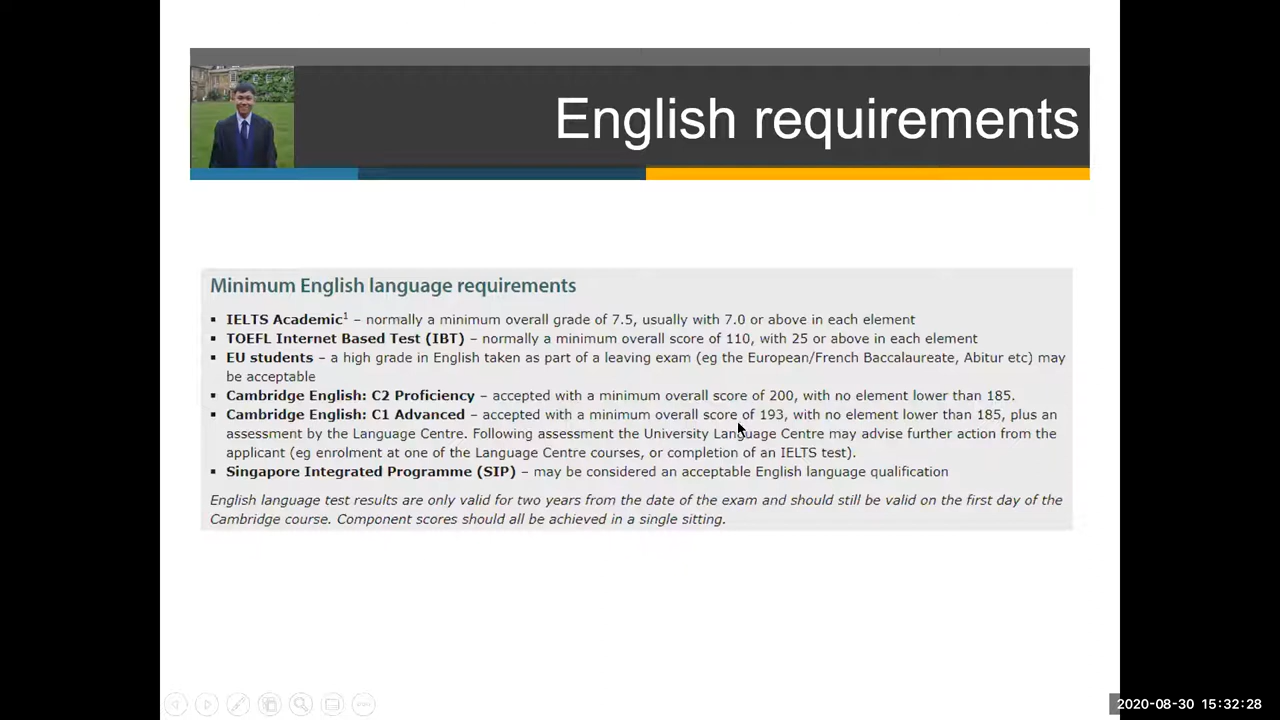 English requirements
Minimum English language requirements
▪ IELTS Academic1 – normally a minimum overall grade of 7.5, usually with 7.0 or above in each element
▪ TOEFL Internet Based Test (IBT) – normally a minimum overall score of 110, with 25 or above in each element
▪ EU students – a high grade in English taken as part of a leaving exam (eg the European/French Baccalaureate, Abitur etc) may
be acceptable
▪ Cambridge English: C2 Proficiency – accepted with a minimum overall score of 200, with no element lower than 185.
▪ Cambridge English: C1 Advanced – accepted with a minimum overall score of 193, with no element lower than 185, plus an
assessment by the Language Centre. Following assessment the University Language Centre may advise further action from the
applicant (eg enrolment at one of the Language Centre courses, or completion of an IELTS test).
▪ Singapore Integrated Programme (SIP) – may be considered an acceptable English language qualification
English language test results are only valid for two years from the date of the exam and should still be valid on the first day of the
Cambridge course. Component scores should all be achieved in a single sitting.
2020-08-30 15:32:28